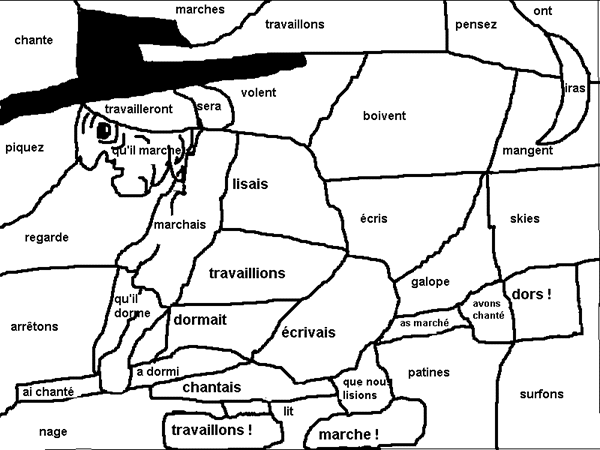 marches
ont
chante
travaillons
pensez
iras
volent
travailleront
sera
boivent
piquez
qu'il marche
mangent
lisais
marchais
écris
skies
regarde
travaillions
galope
qu'il
dorme
avons
chanté
dors !
arrêtons
dormait
as marché
écrivais
a dormi
patines
que nous
lisions
ai chanté
chantais
surfons
lit
nage
travaillons !
marche !